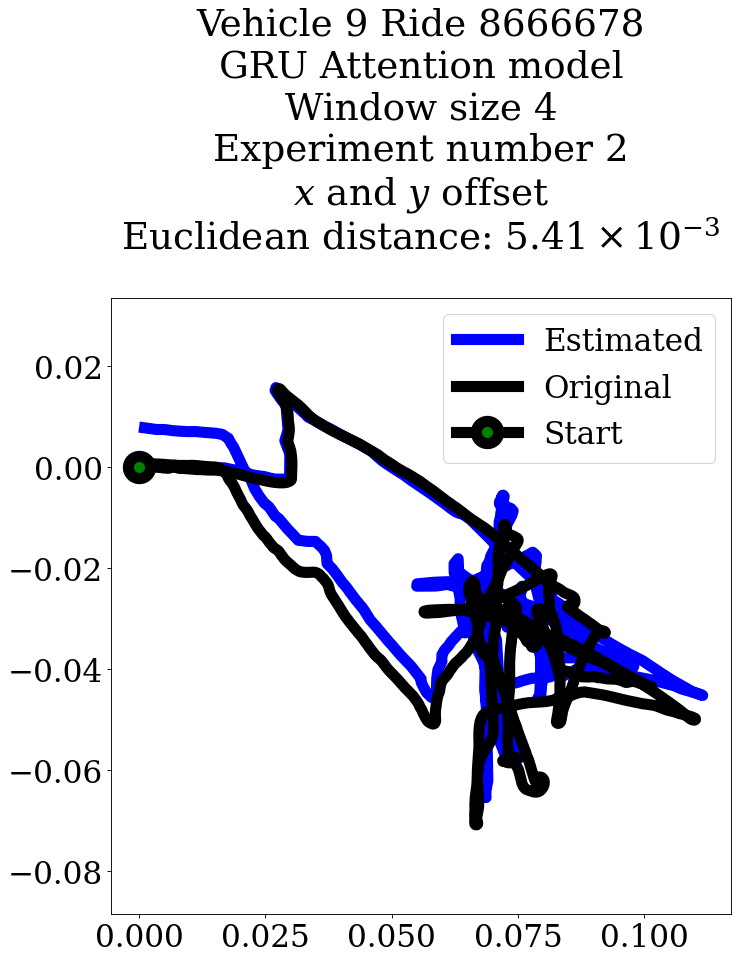 Vehicle 9 Ride 8666678
GRU Attention model
Window size 4
Experiment number 2
x and y offset
Euclidean distance: 5.41 × 10⁻³
Estimated
Original
Start
0.02
0.00
−0.02
−0.04
−0.06
−0.08
0.000 0.025 0.050 0.075 0.100